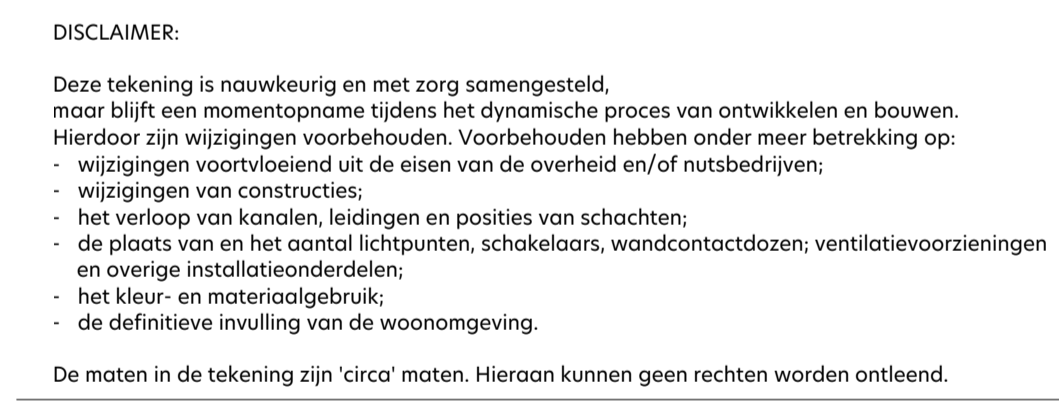 DISCLAIMER:
Deze tekening is nauwkeurig en met zorg samengesteld,
maar blijft een momentopname tijdens het dynamische proces van ontwikkelen en bouwen.
Hierdoor zijn wijzigingen voorbehouden. Voorbehouden hebben onder meer betrekking op:
- wijzigingen voortvloeiend uit de eisen van de overheid en/of nutsbedrijven;
- wijzigingen van constructies;
- het verloop van kanalen, leidingen en posities van schachten;
- de plaats van en het aantal lichtpunten, schakelaars, wandcontactdozen; ventilatievoorzieningen
en overige installatieonderdelen;
- het kleur- en materiaalgebruik;
- de definitieve invulling van de woonomgeving.
De maten in de tekening zijn 'circa' maten. Hieraan kunnen geen rechten worden ontleend.